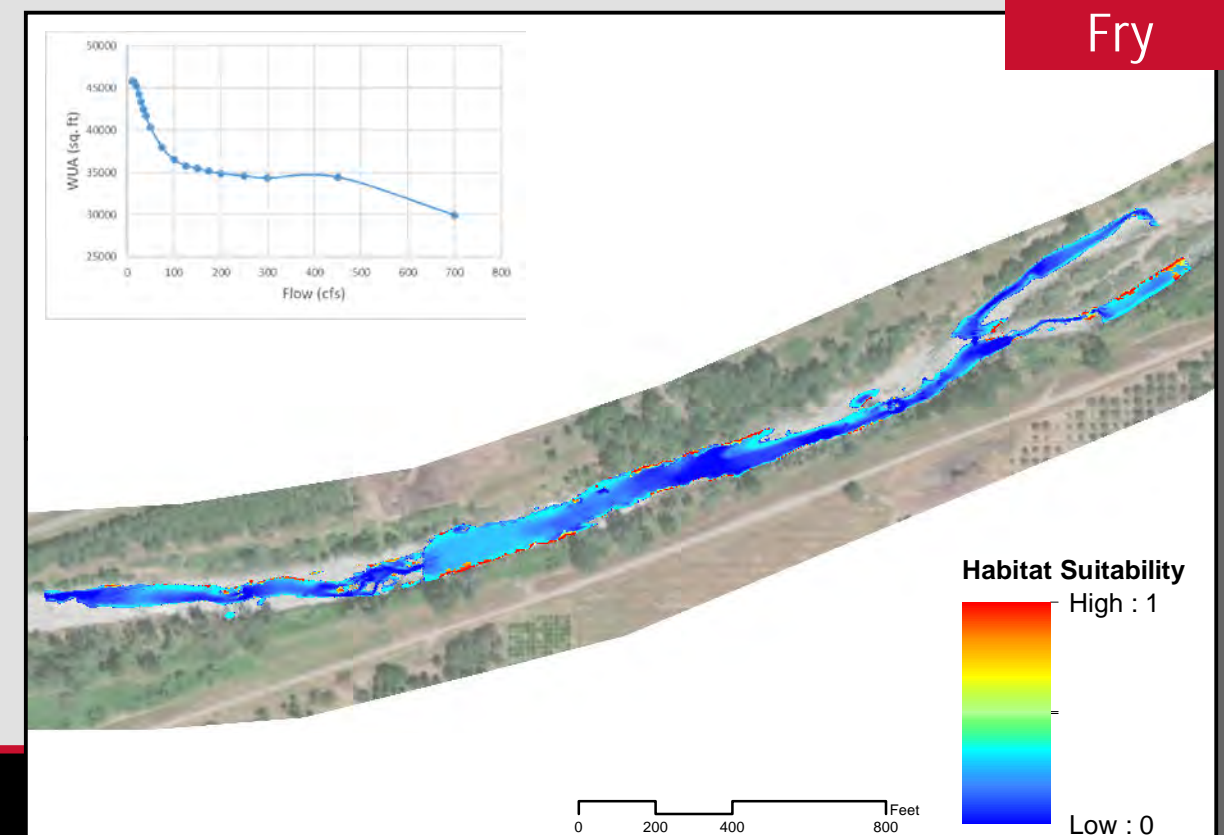 Fry
50000
45000
40000
35000
30000
25000
WUA (sq. ft)
0 100 200 300 400 500 600 700 800
Flow (cfs)
Habitat Suitability
High : 1
Low : 0
Feet
0 200 400 800